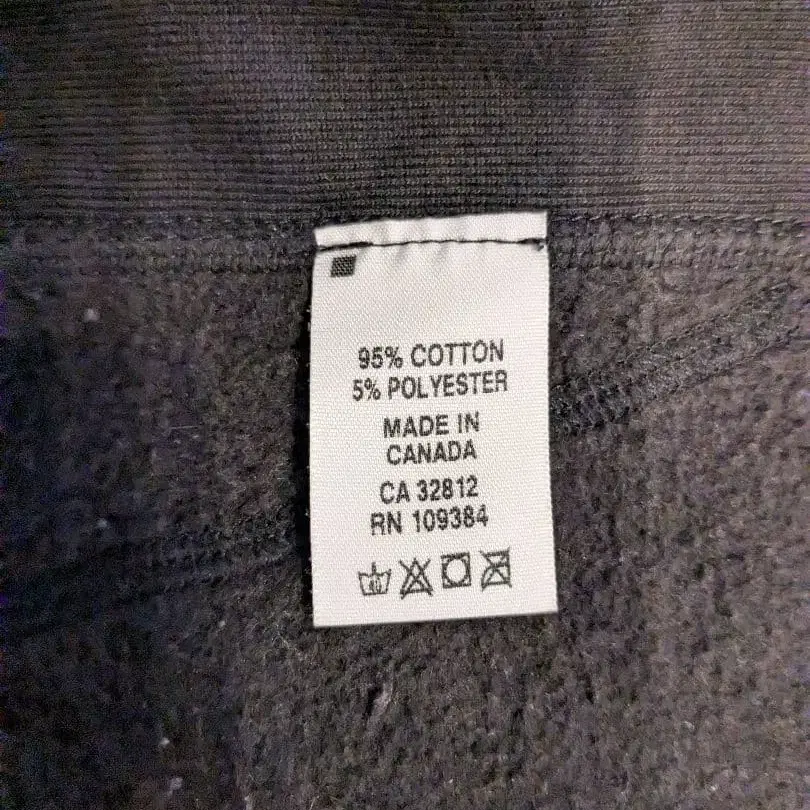 95% COTTON
5% POLYESTER
MADE IN
CANADA
CA 32812
RN 109384